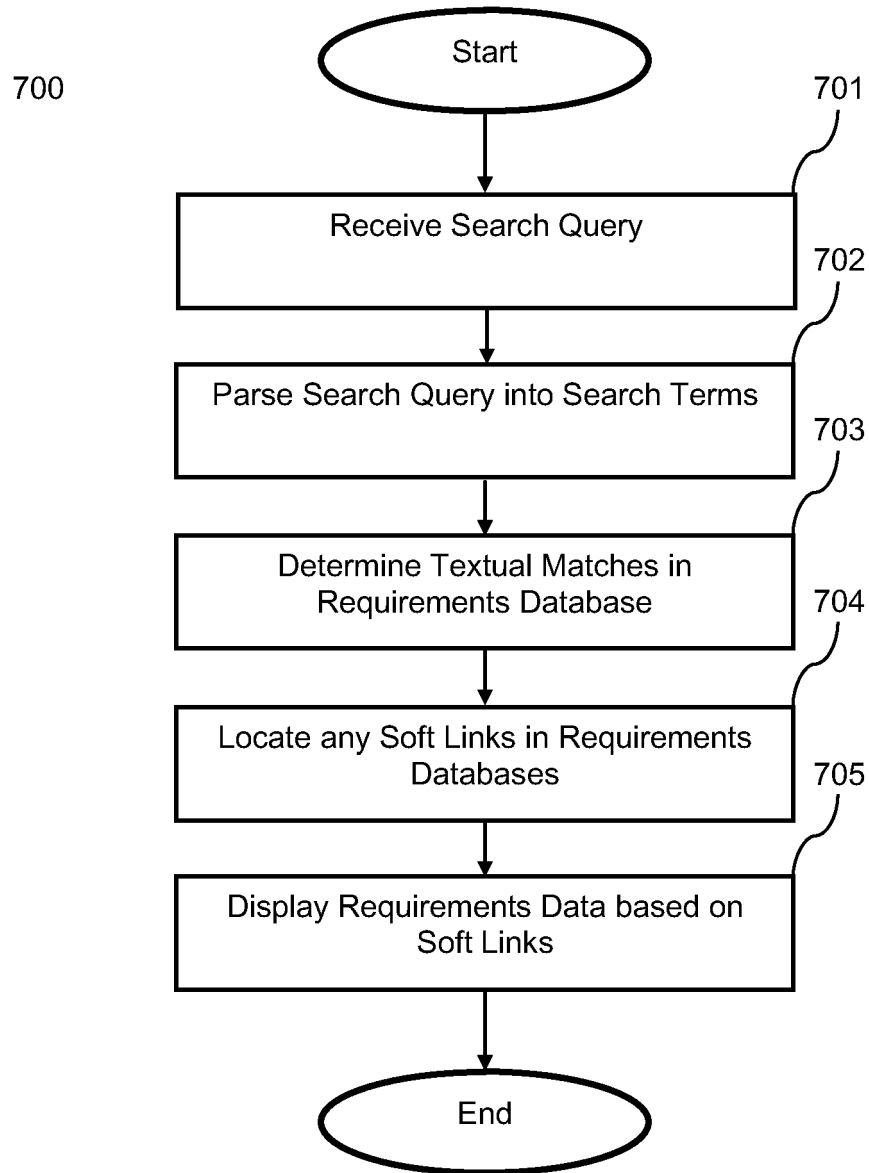 Start
700
701
Receive Search Query
702
Parse Search Query into Search Terms
703
Determine Textual Matches in
Requirements Database
704
Locate any Soft Links in Requirements
Databases
705
Display Requirements Data based on
Soft Links
End